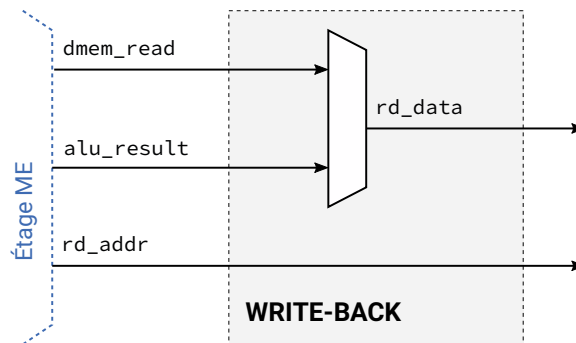 dmem_read
rd_data
alu_result
rd_addr
Étage ME
WRITE-BACK